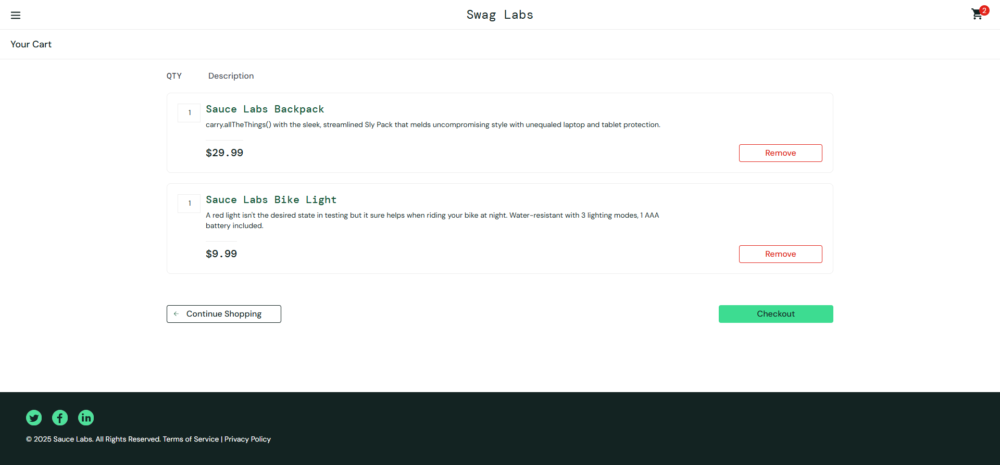 Swag Labs
2
Your Cart
QTY Description
1 Sauce Labs Backpack
carry.allTheThings() with the sleek, streamlined Sly Pack that melds uncompromising style with unequaled laptop and tablet protection.
$29.99
Remove
1 Sauce Labs Bike Light
A red light isn't the desired state in testing but it sure helps when riding your bike at night. Water-resistant with 3 lighting modes, 1 AAA
battery included.
$9.99
Remove
Continue Shopping
Checkout
© 2025 Sauce Labs. All Rights Reserved. Terms of Service | Privacy Policy